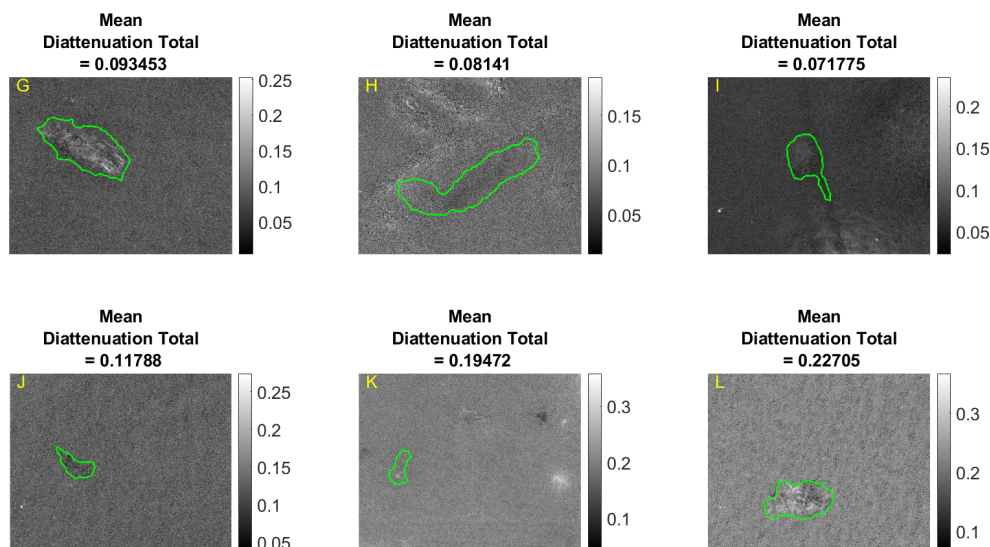 Mean
Diattenuation Total
= 0.093453
G
0.25
0.2
0.15
0.1
0.05
Mean
Diattenuation Total
= 0.08141
H
0.15
0.1
0.05
Mean
Diattenuation Total
= 0.071775
I
0.2
0.15
0.1
0.05
Mean
Diattenuation Total
= 0.11788
J
0.25
0.2
0.15
0.1
0.05
Mean
Diattenuation Total
= 0.19472
K
0.3
0.2
0.1
Mean
Diattenuation Total
= 0.22705
L
0.3
0.2
0.1